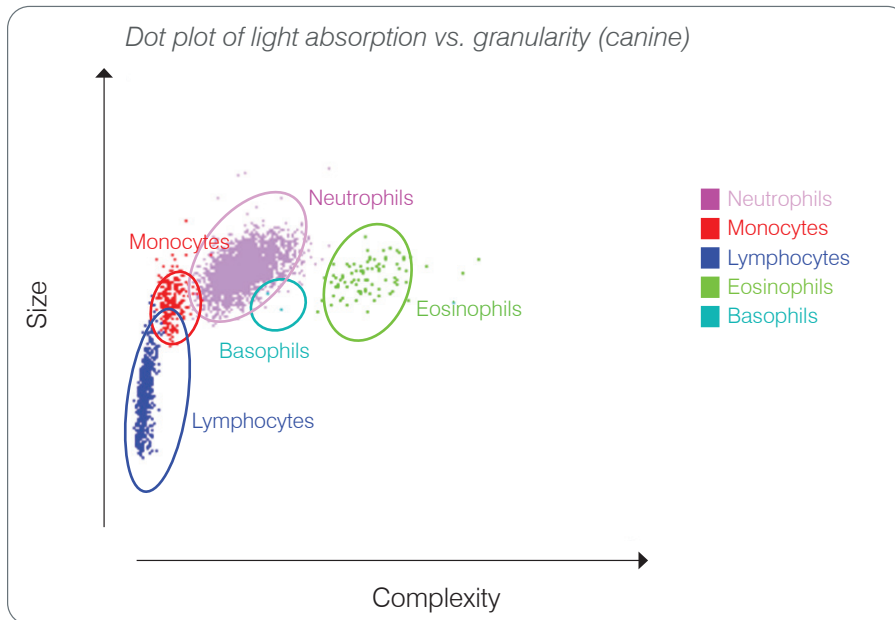 Dot plot of light absorption vs. granularity (canine)
Size
Neutrophils
Monocytes
Eosinophils
Basophils
Lymphocytes
Complexity
Neutrophils
Monocytes
Lymphocytes
Eosinophils
Basophils